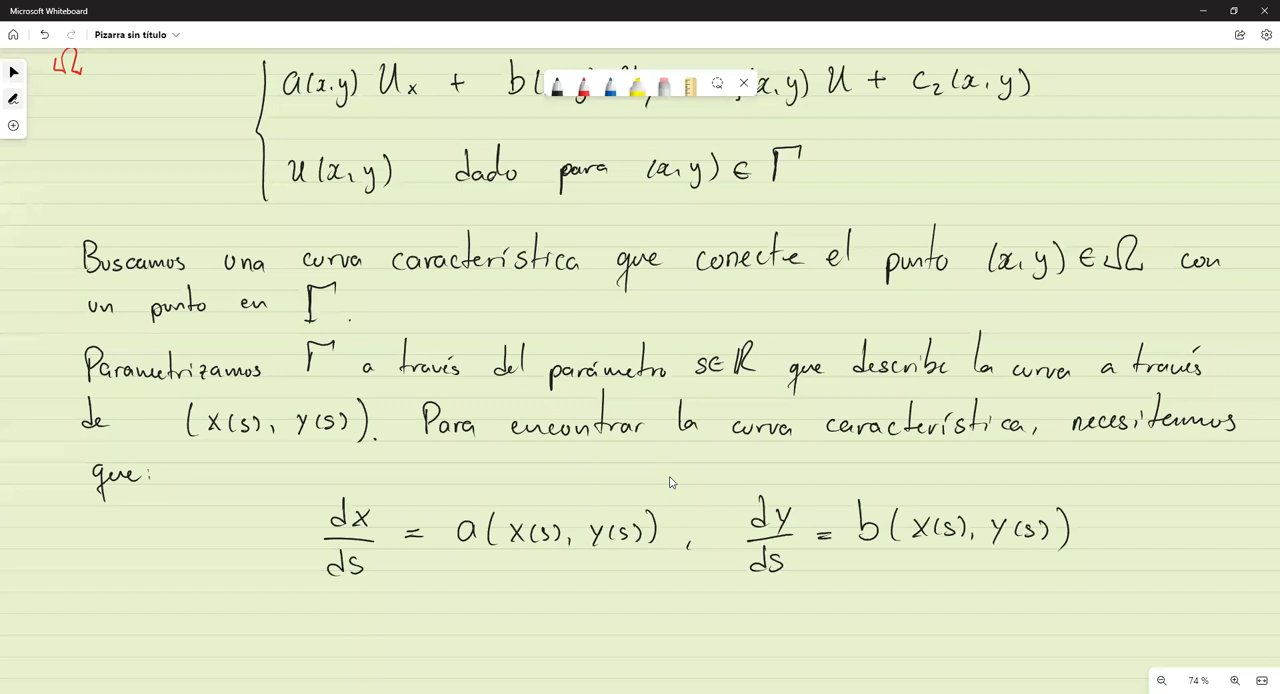 Microsoft Whiteboard
Pizarra sin título
Ω
a(x,y) Ux + b( (x,y) U + c₂(x,y)
u(x,y) dado para (x,y) ∈ Γ
Buscamos una curva característica que conecte el punto (x,y) ∈ Ω con
un punto en Γ.
Parametrizamos Γ a través del parámetro s∈ℝ que describe la curva a través
de (x(s), y(s)). Para encontrar la curva característica, necesitemos
que:
dx/ds = a(x(s), y(s)), dy/ds = b(x(s), y(s))
74 %